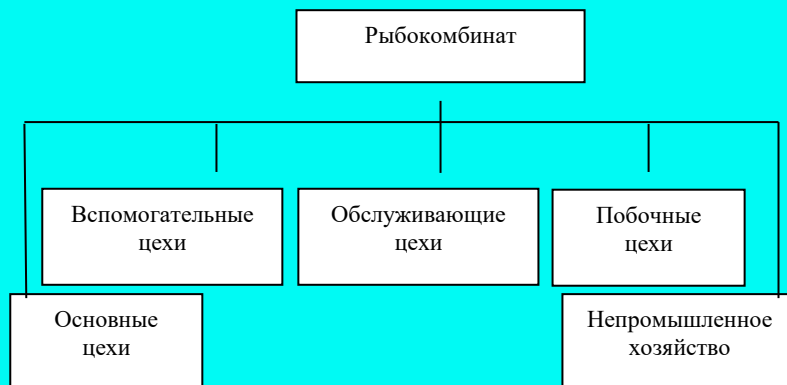 Рыбокомбинат
Вспомогательные
цехи
Обслуживающие
цехи
Побочные
цехи
Основные
цехи
Непромышленное
хозяйство